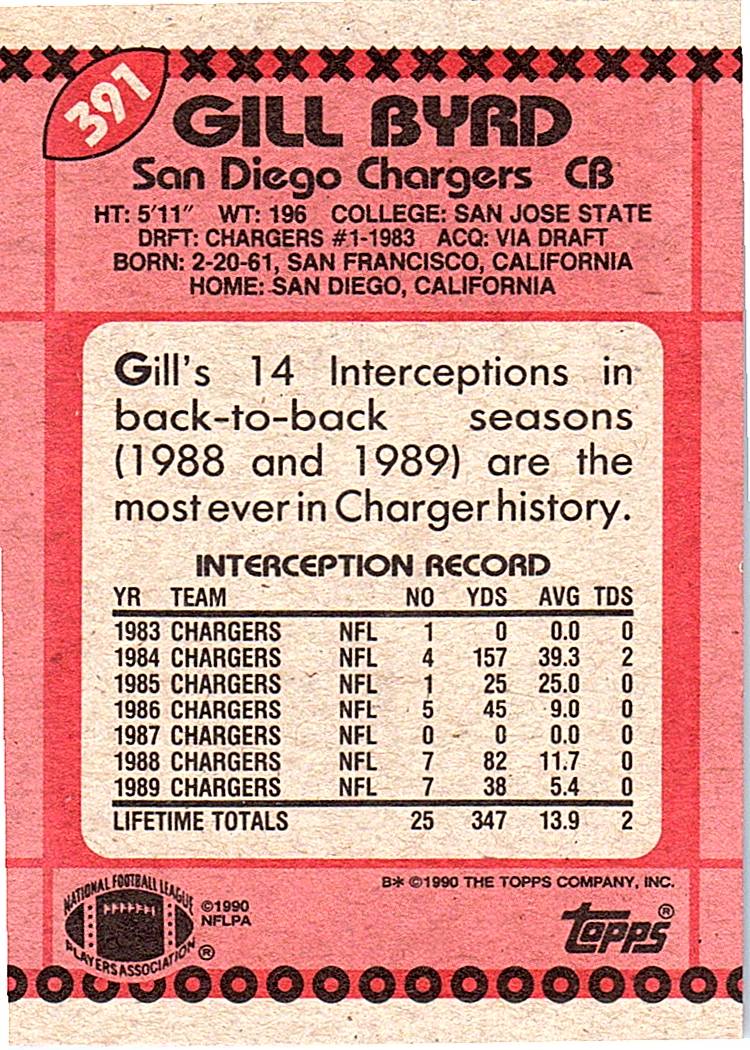 391
GILL BYRD
San Diego Chargers CB
HT: 5'11" WT: 196 COLLEGE: SAN JOSE STATE
DRFT: CHARGERS #1-1983 ACQ: VIA DRAFT
BORN: 2-20-61, SAN FRANCISCO, CALIFORNIA
HOME: SAN DIEGO, CALIFORNIA
Gill's 14 Interceptions in
back-to-back seasons
(1988 and 1989) are the
most ever in Charger history.
INTERCEPTION RECORD
YR TEAM NO YDS AVG TDS
1983 CHARGERS NFL 1 0 0.0 0
1984 CHARGERS NFL 4 157 39.3 2
1985 CHARGERS NFL 1 25 25.0 0
1986 CHARGERS NFL 5 45 9.0 0
1987 CHARGERS NFL 0 0 0.0 0
1988 CHARGERS NFL 7 82 11.7 0
1989 CHARGERS NFL 7 38 5.4 0
LIFETIME TOTALS 25 347 13.9 2
B* ©1990 THE TOPPS COMPANY, INC.
NATIONAL FOOTBALL LEAGUE
PLAYERS ASSOCIATION ®
©1990
NFLPA
topps ®